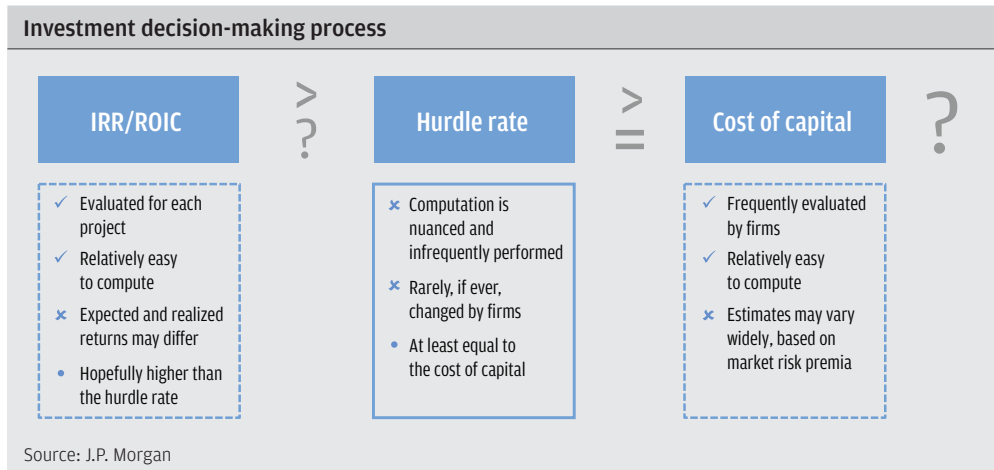 Investment decision-making process
IRR/ROIC
>
?
Hurdle rate
>
=
Cost of capital
?
✓ Evaluated for each
project
✓ Relatively easy
to compute
× Expected and realized
returns may differ
• Hopefully higher than
the hurdle rate
× Computation is
nuanced and
infrequently performed
× Rarely, if ever,
changed by firms
• At least equal to
the cost of capital
✓ Frequently evaluated
by firms
✓ Relatively easy
to compute
× Estimates may vary
widely, based on
market risk premia
Source: J.P. Morgan